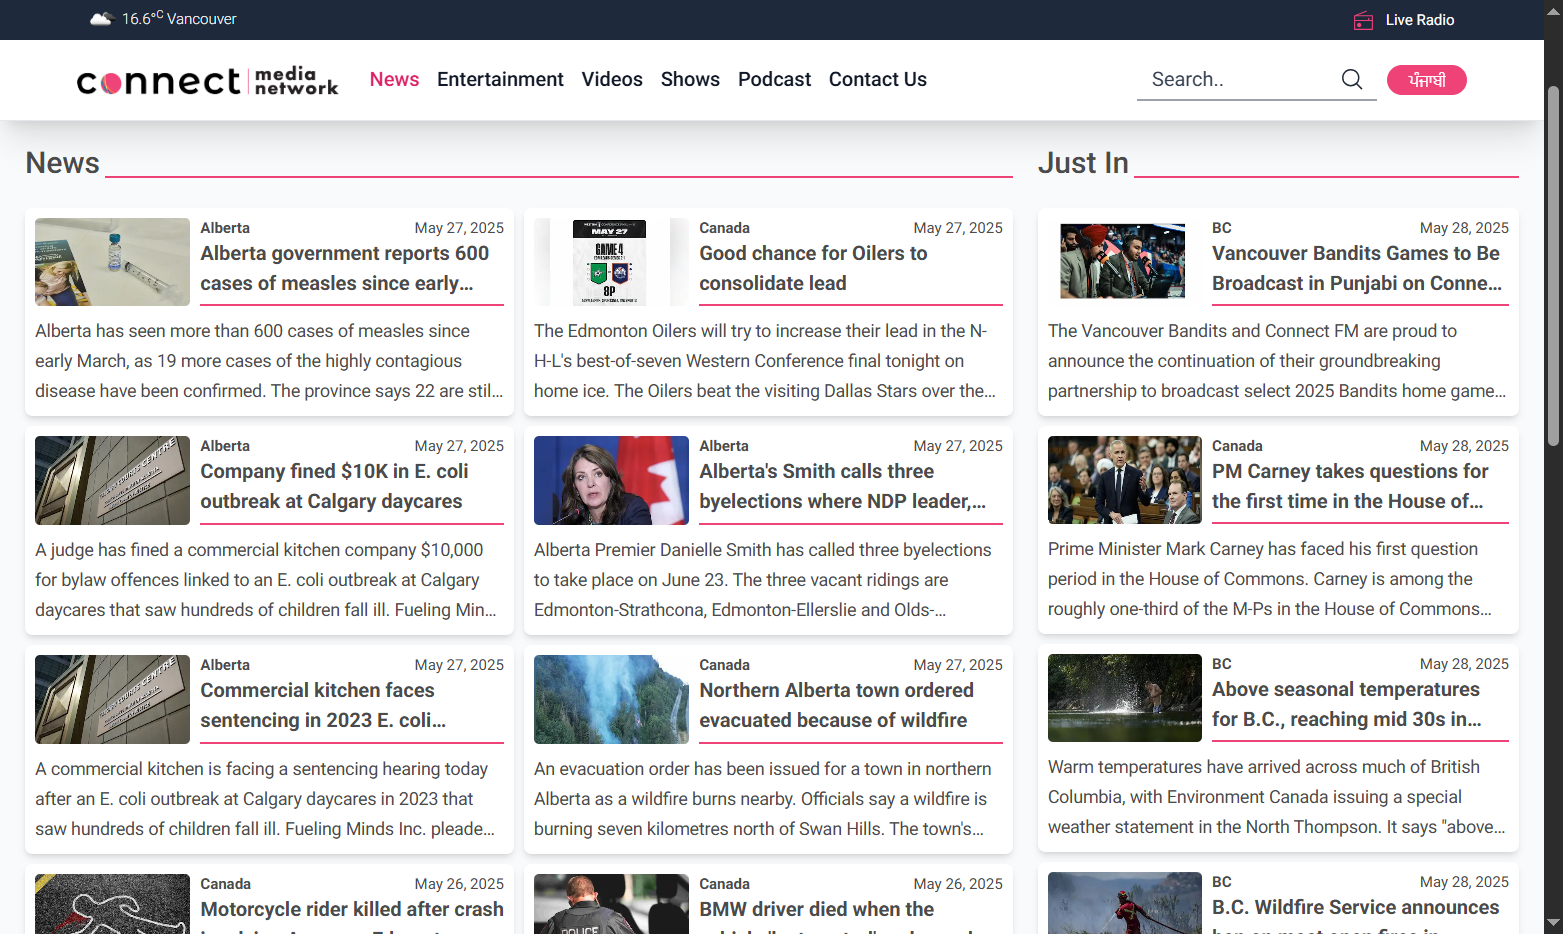 16.6°C Vancouver
Live Radio
connect media network
News
Entertainment
Videos
Shows
Podcast
Contact Us
Search..
ਪੰਜਾਬੀ
News
Alberta
May 27, 2025
Alberta government reports 600
cases of measles since early...
Alberta has seen more than 600 cases of measles since
early March, as 19 more cases of the highly contagious
disease have been confirmed. The province says 22 are stil...
MAY 27
GAME 4
8P
Canada
May 27, 2025
Good chance for Oilers to
consolidate lead
The Edmonton Oilers will try to increase their lead in the N-
H-L's best-of-seven Western Conference final tonight on
home ice. The Oilers beat the visiting Dallas Stars over the...
Alberta
May 27, 2025
Company fined $10K in E. coli
outbreak at Calgary daycares
A judge has fined a commercial kitchen company $10,000
for bylaw offences linked to an E. coli outbreak at Calgary
daycares that saw hundreds of children fall ill. Fueling Min...
Alberta
May 27, 2025
Alberta's Smith calls three
byelections where NDP leader,...
Alberta Premier Danielle Smith has called three byelections
to take place on June 23. The three vacant ridings are
Edmonton-Strathcona, Edmonton-Ellerslie and Olds-...
Alberta
May 27, 2025
Commercial kitchen faces
sentencing in 2023 E. coli...
A commercial kitchen is facing a sentencing hearing today
after an E. coli outbreak at Calgary daycares in 2023 that
saw hundreds of children fall ill. Fueling Minds Inc. pleade...
Canada
May 27, 2025
Northern Alberta town ordered
evacuated because of wildfire
An evacuation order has been issued for a town in northern
Alberta as a wildfire burns nearby. Officials say a wildfire is
burning seven kilometres north of Swan Hills. The town's...
Canada
May 26, 2025
Motorcycle rider killed after crash
POLICE
Canada
May 26, 2025
BMW driver died when the
Just In
BC
May 28, 2025
Vancouver Bandits Games to Be
Broadcast in Punjabi on Conne...
The Vancouver Bandits and Connect FM are proud to
announce the continuation of their groundbreaking
partnership to broadcast select 2025 Bandits home game...
Canada
May 28, 2025
PM Carney takes questions for
the first time in the House of...
Prime Minister Mark Carney has faced his first question
period in the House of Commons. Carney is among the
roughly one-third of the M-Ps in the House of Commons...
BC
May 28, 2025
Above seasonal temperatures
for B.C., reaching mid 30s in...
Warm temperatures have arrived across much of British
Columbia, with Environment Canada issuing a special
weather statement in the North Thompson. It says "above...
BC
May 28, 2025
B.C. Wildfire Service announces